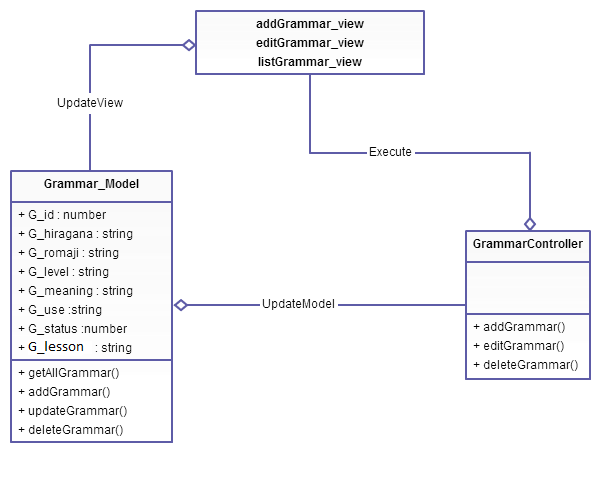 addGrammar_view
editGrammar_view
listGrammar_view
UpdateView
Execute
Grammar_Model
+ G_id : number
+ G_hiragana : string
+ G_romaji : string
+ G_level : string
+ G_meaning : string
+ G_use :string
+ G_status :number
+ G_lesson : string
+ getAllGrammar()
+ addGrammar()
+ updateGrammar()
+ deleteGrammar()
UpdateModel
GrammarController
+ addGrammar()
+ editGrammar()
+ deleteGrammar()